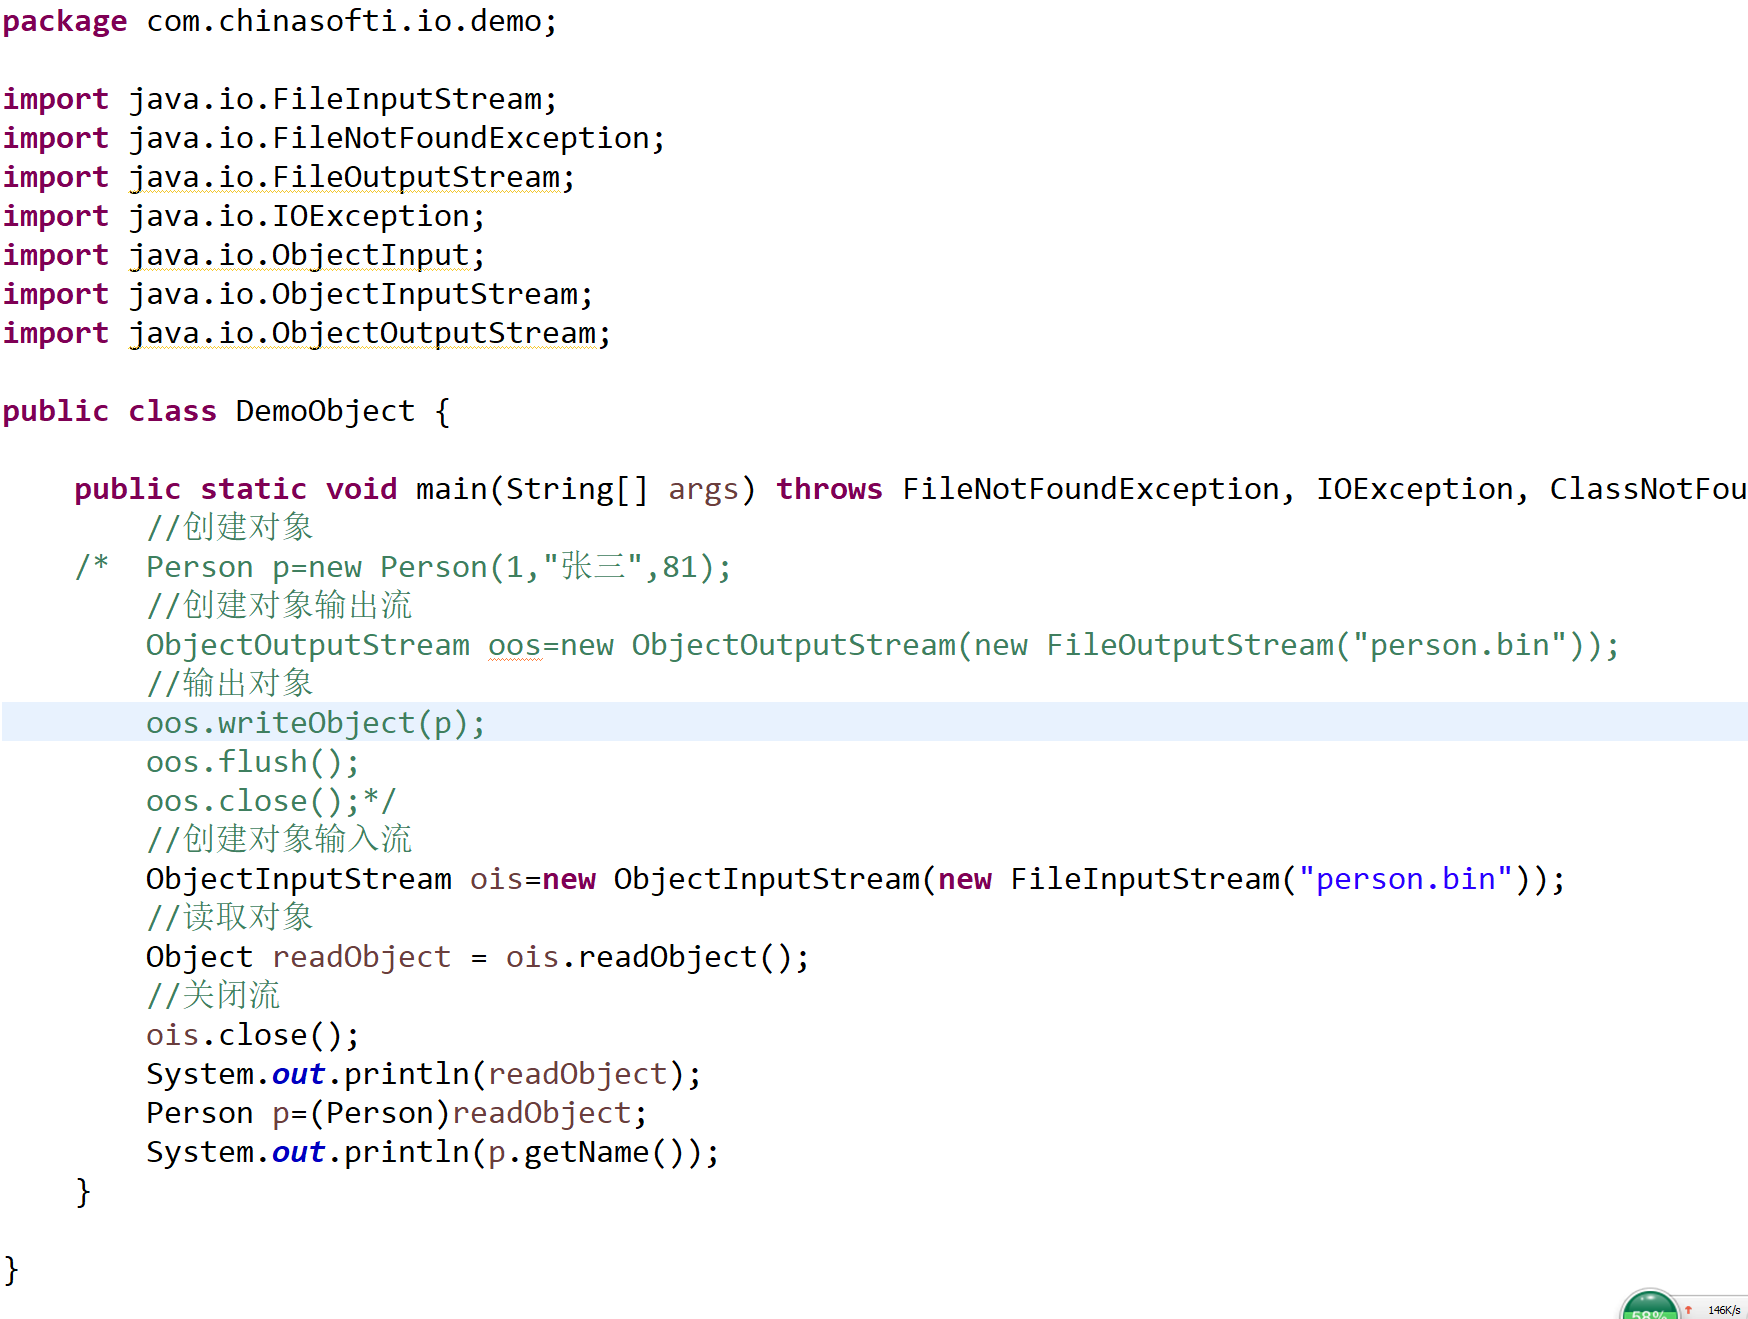 package com.chinasofti.io.demo;
import java.io.FileInputStream;
import java.io.FileNotFoundException;
import java.io.FileOutputStream;
import java.io.IOException;
import java.io.ObjectInput;
import java.io.ObjectInputStream;
import java.io.ObjectOutputStream;
public class DemoObject {
public static void main(String[] args) throws FileNotFoundException, IOException, ClassNotFou
//创建对象
/* Person p=new Person(1,"张三",81);
//创建对象输出流
ObjectOutputStream oos=new ObjectOutputStream(new FileOutputStream("person.bin"));
//输出对象
oos.writeObject(p);
oos.flush();
oos.close();*/
//创建对象输入流
ObjectInputStream ois=new ObjectInputStream(new FileInputStream("person.bin"));
//读取对象
Object readObject = ois.readObject();
//关闭流
ois.close();
System.out.println(readObject);
Person p=(Person)readObject;
System.out.println(p.getName());
}
}
58% 146K/s